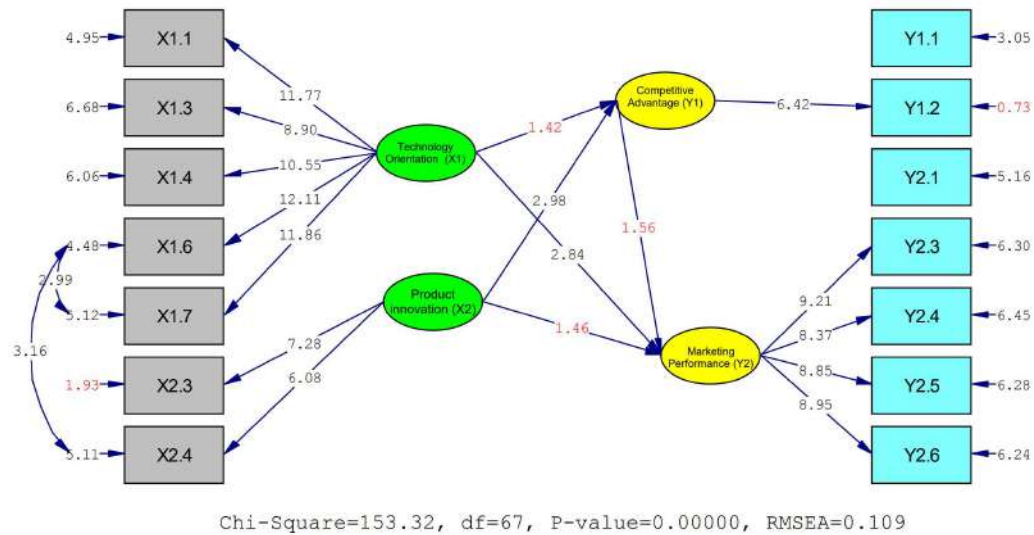 4.95
X1.1
6.68
X1.3
6.06
X1.4
4.48
X1.6
2.99
5.12
X1.7
3.16
1.93
X2.3
5.11
X2.4
11.77
8.90
10.55
12.11
11.86
7.28
6.08
Technology
Orientation (X1)
Product
Innovation (X2)
1.42
2.98
2.84
1.56
1.46
Competitive
Advantage (Y1)
Marketing
Performance (Y2)
6.42
9.21
8.37
8.85
8.95
Y1.1
3.05
Y1.2
0.73
Y2.1
5.16
Y2.3
6.30
Y2.4
6.45
Y2.5
6.28
Y2.6
6.24
Chi-Square=153.32, df=67, P-value=0.00000, RMSEA=0.109